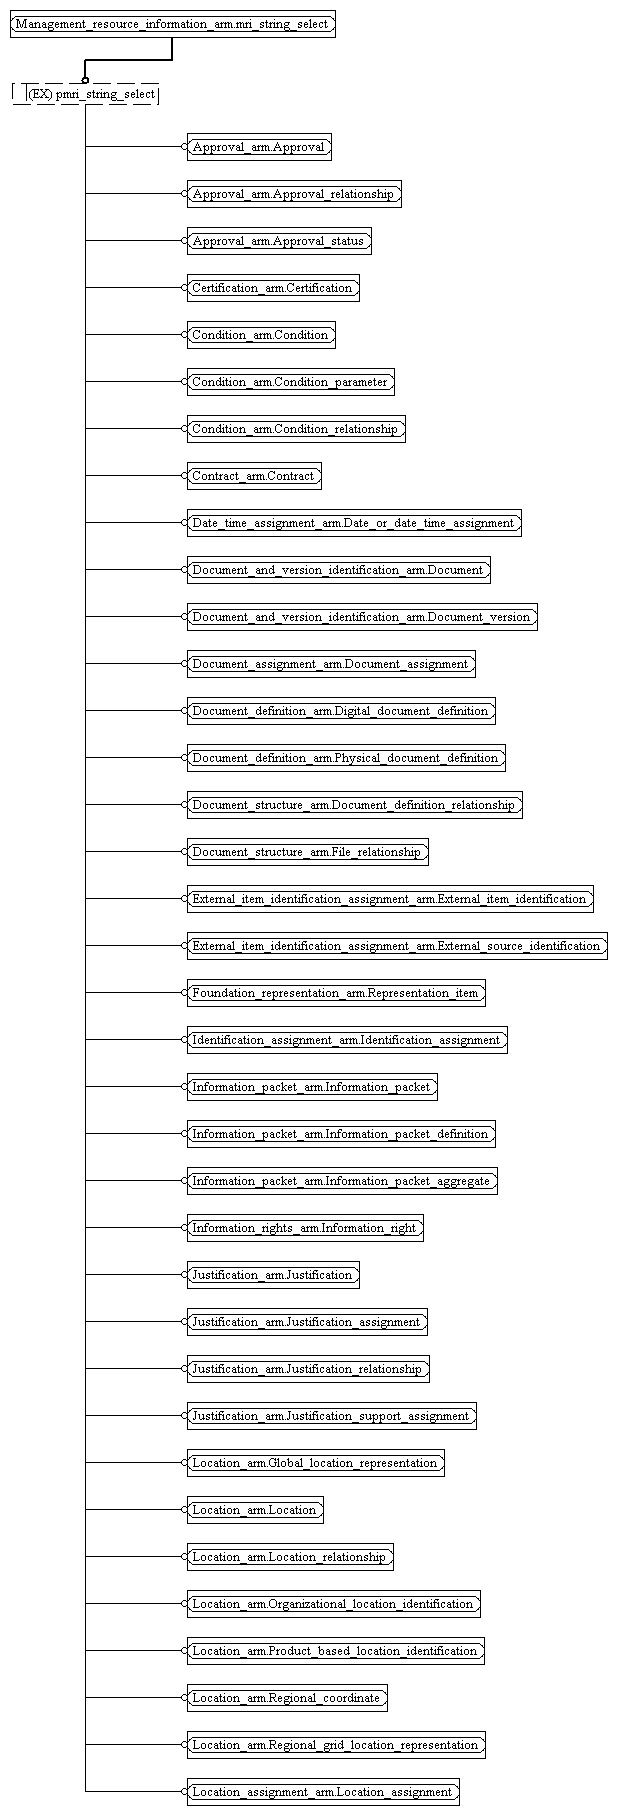 Management_resource_information_arm.mri_string_select
(EX) pmri_string_select
Approval_arm.Approval
Approval_arm.Approval_relationship
Approval_arm.Approval_status
Certification_arm.Certification
Condition_arm.Condition
Condition_arm.Condition_parameter
Condition_arm.Condition_relationship
Contract_arm.Contract
Date_time_assignment_arm.Date_or_date_time_assignment
Document_and_version_identification_arm.Document
Document_and_version_identification_arm.Document_version
Document_assignment_arm.Document_assignment
Document_definition_arm.Digital_document_definition
Document_definition_arm.Physical_document_definition
Document_structure_arm.Document_definition_relationship
Document_structure_arm.File_relationship
External_item_identification_assignment_arm.External_item_identification
External_item_identification_assignment_arm.External_source_identification
Foundation_representation_arm.Representation_item
Identification_assignment_arm.Identification_assignment
Information_packet_arm.Information_packet
Information_packet_arm.Information_packet_definition
Information_packet_arm.Information_packet_aggregate
Information_rights_arm.Information_right
Justification_arm.Justification
Justification_arm.Justification_assignment
Justification_arm.Justification_relationship
Justification_arm.Justification_support_assignment
Location_arm.Global_location_representation
Location_arm.Location
Location_arm.Location_relationship
Location_arm.Organizational_location_identification
Location_arm.Product_based_location_identification
Location_arm.Regional_coordinate
Location_arm.Regional_grid_location_representation
Location_assignment_arm.Location_assignment